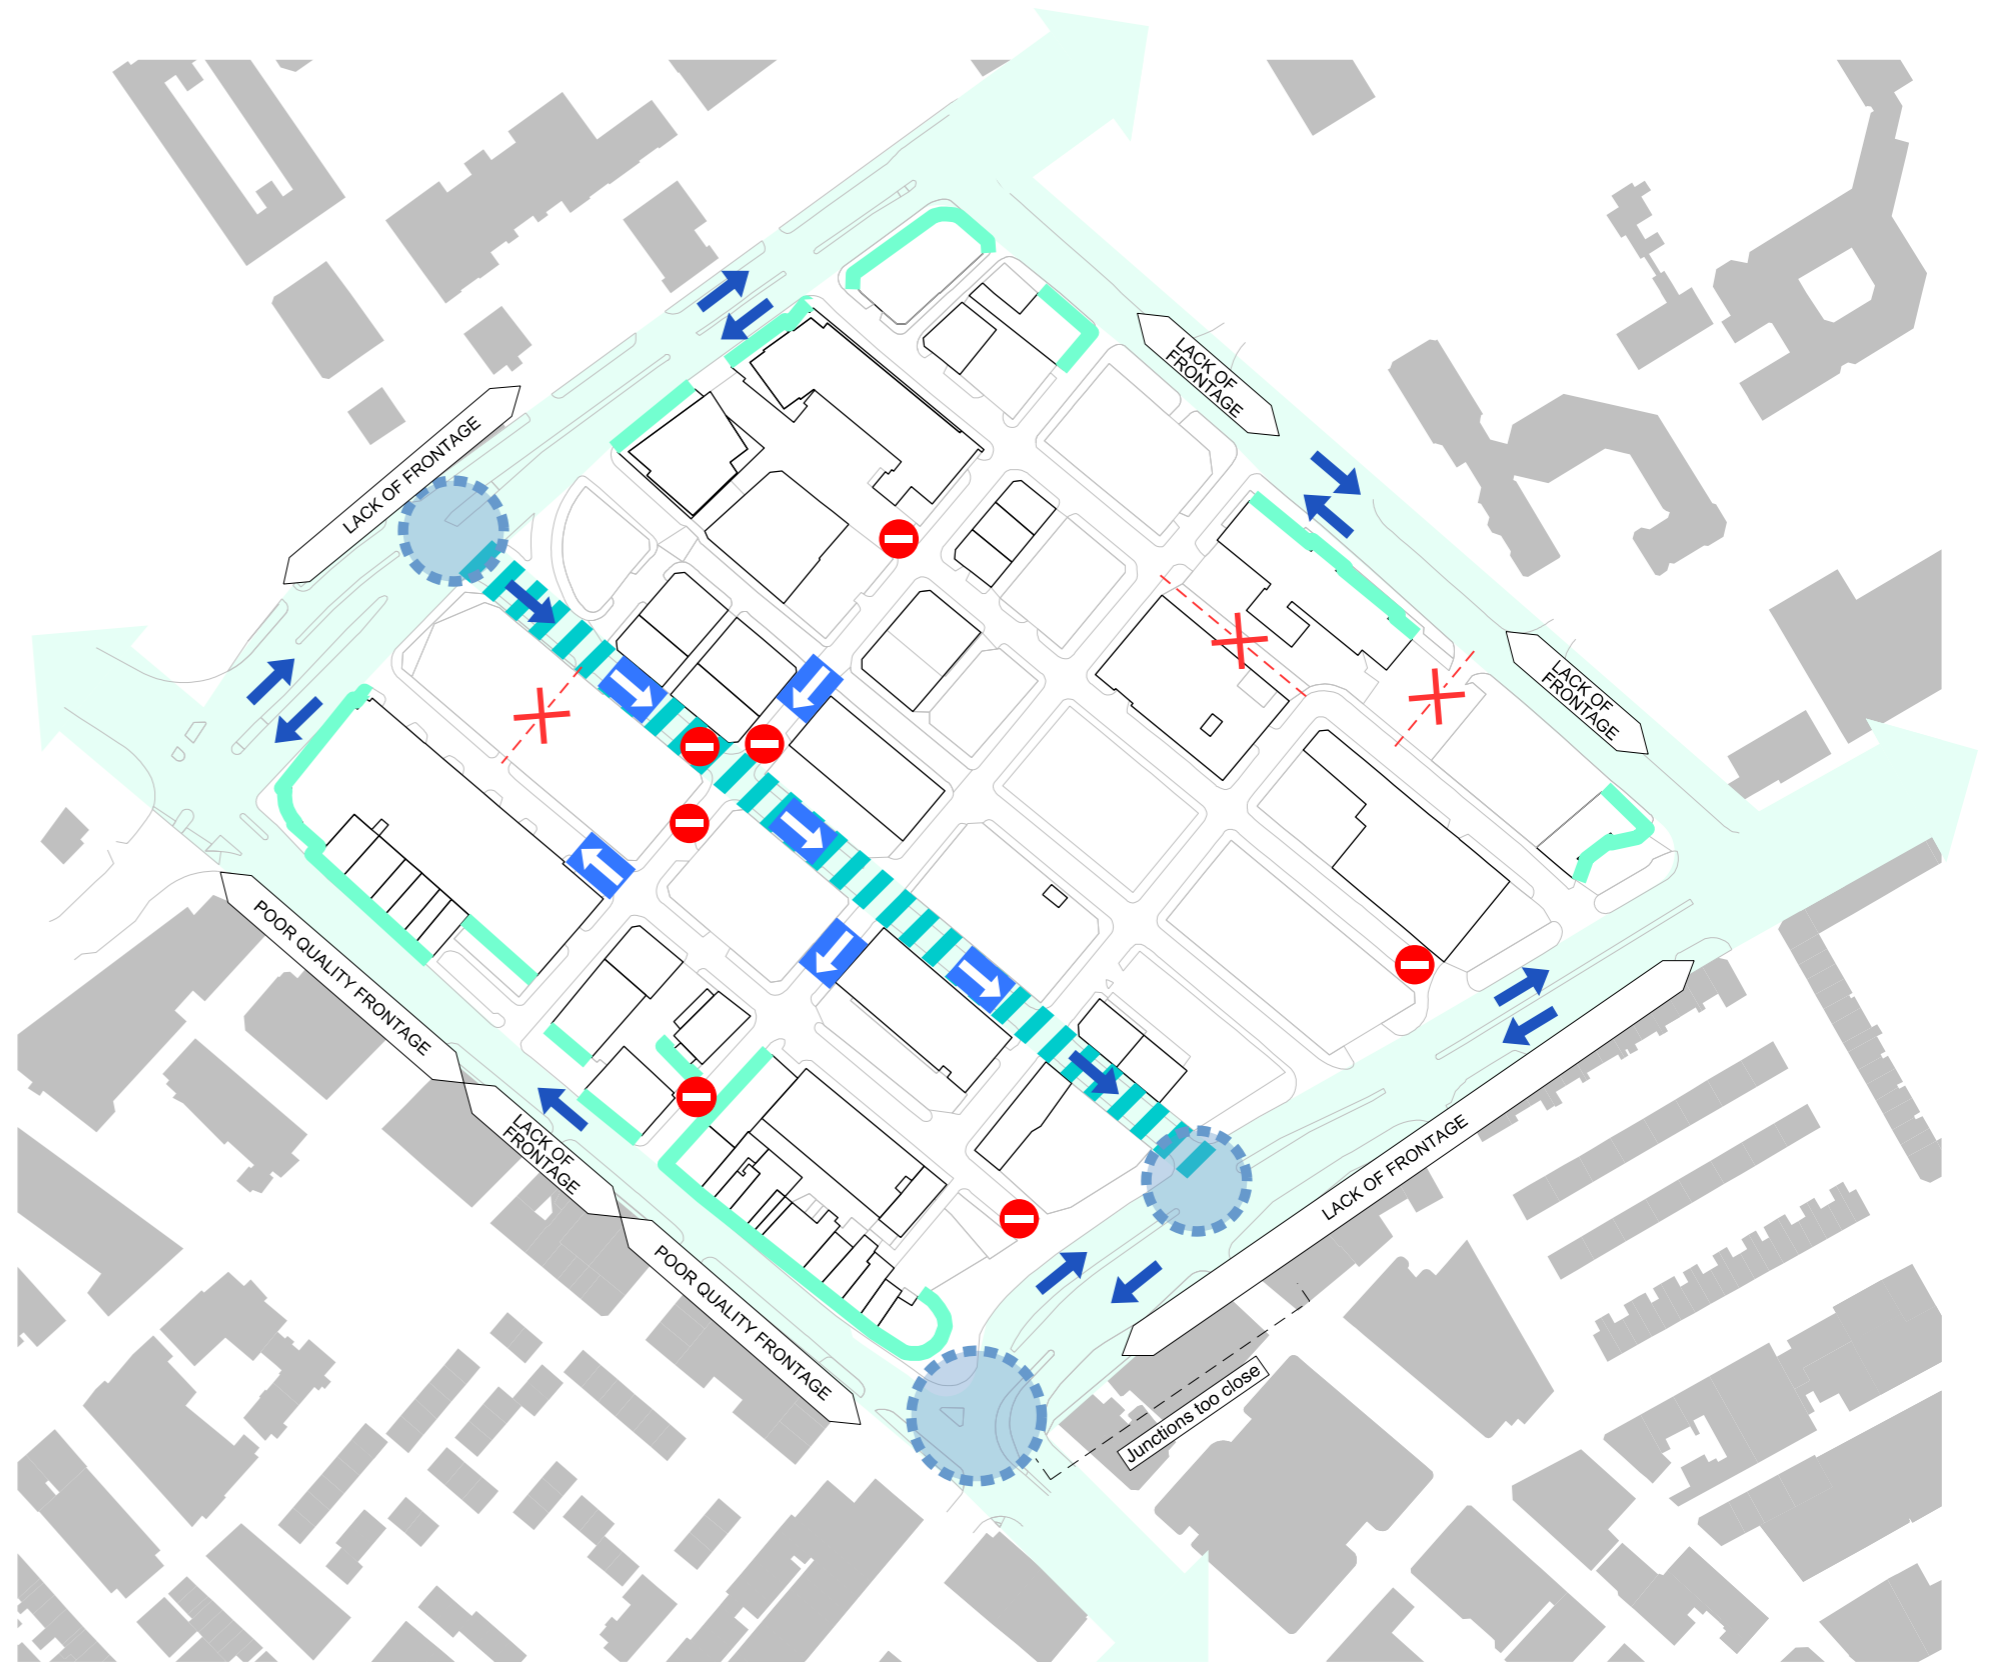 LACK OF
FRONTAGE
LACK OF FRONTAGE
LACK OF
FRONTAGE
POOR QUALITY FRONTAGE
LACK OF
FRONTAGE
LACK OF FRONTAGE
POOR QUALITY FRONTAGE
Junctions too close